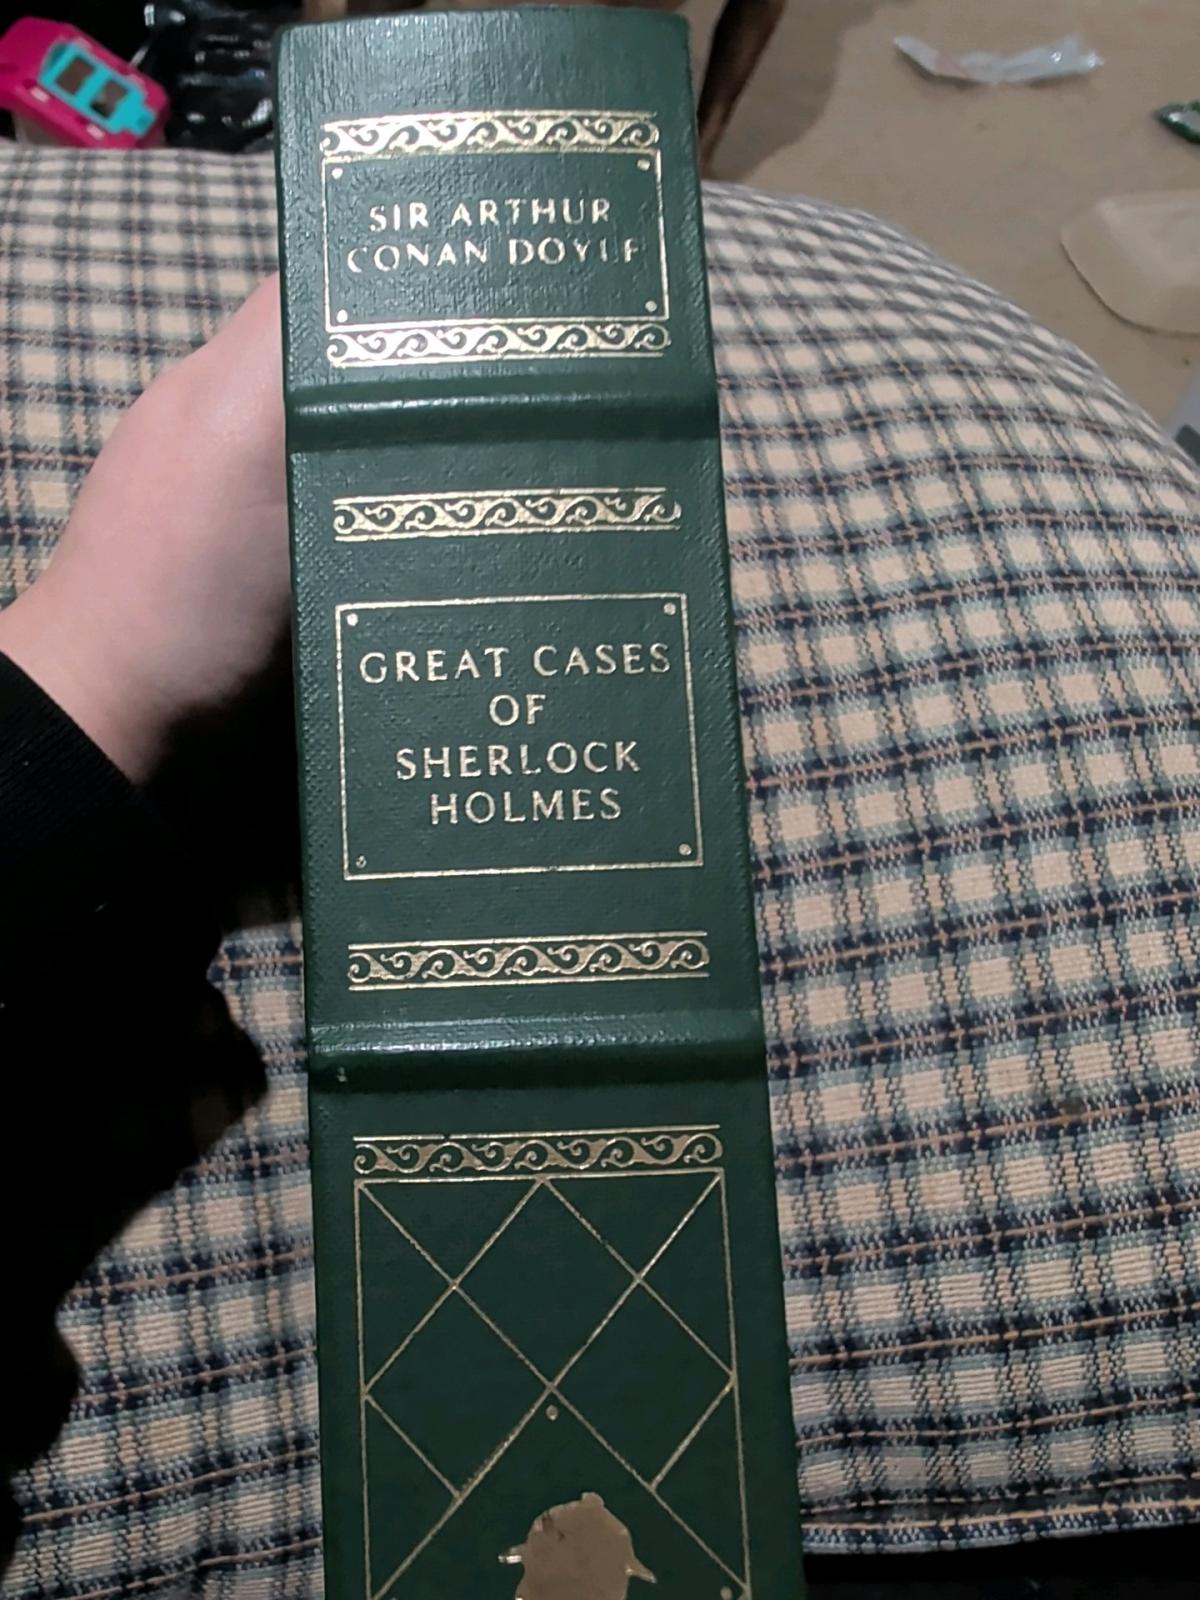 SIR ARTHUR
CONAN DOYLE
GREAT CASES
OF
SHERLOCK
HOLMES